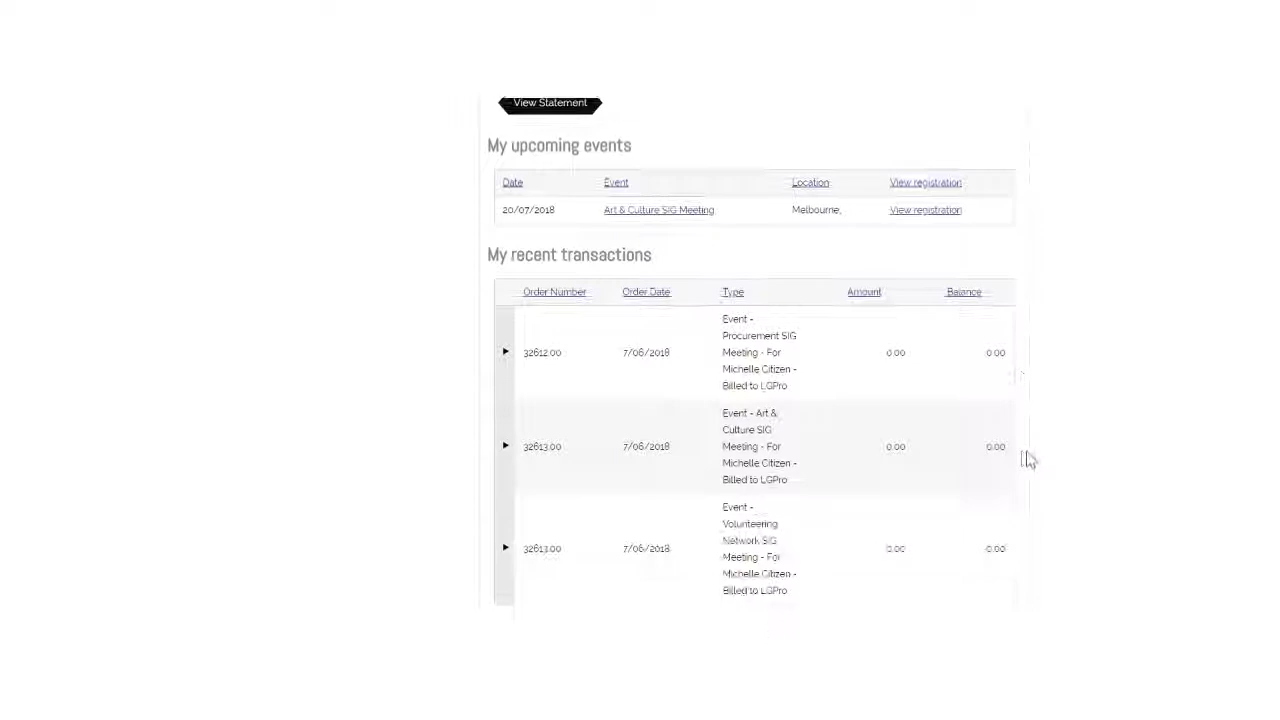 View Statement
My upcoming events
Date Event Location View registration
20/07/2018 Art & Culture SIG Meeting Melbourne, View registration
My recent transactions
Order Number Order Date Type Amount Balance
Event -
Procurement SIG
32612.00 7/06/2018 Meeting - For 0.00 0.00
Michelle Citizen -
Billed to LGPro
Event - Art &
Culture SIG
32613.00 7/06/2018 Meeting - For 0.00 0.00
Michelle Citizen -
Billed to LGPro
Event -
Volunteering
Network SIG
32613.00 7/06/2018 0.00 0.00
Meeting - For
Michelle Citizen -
Billed to LGPro